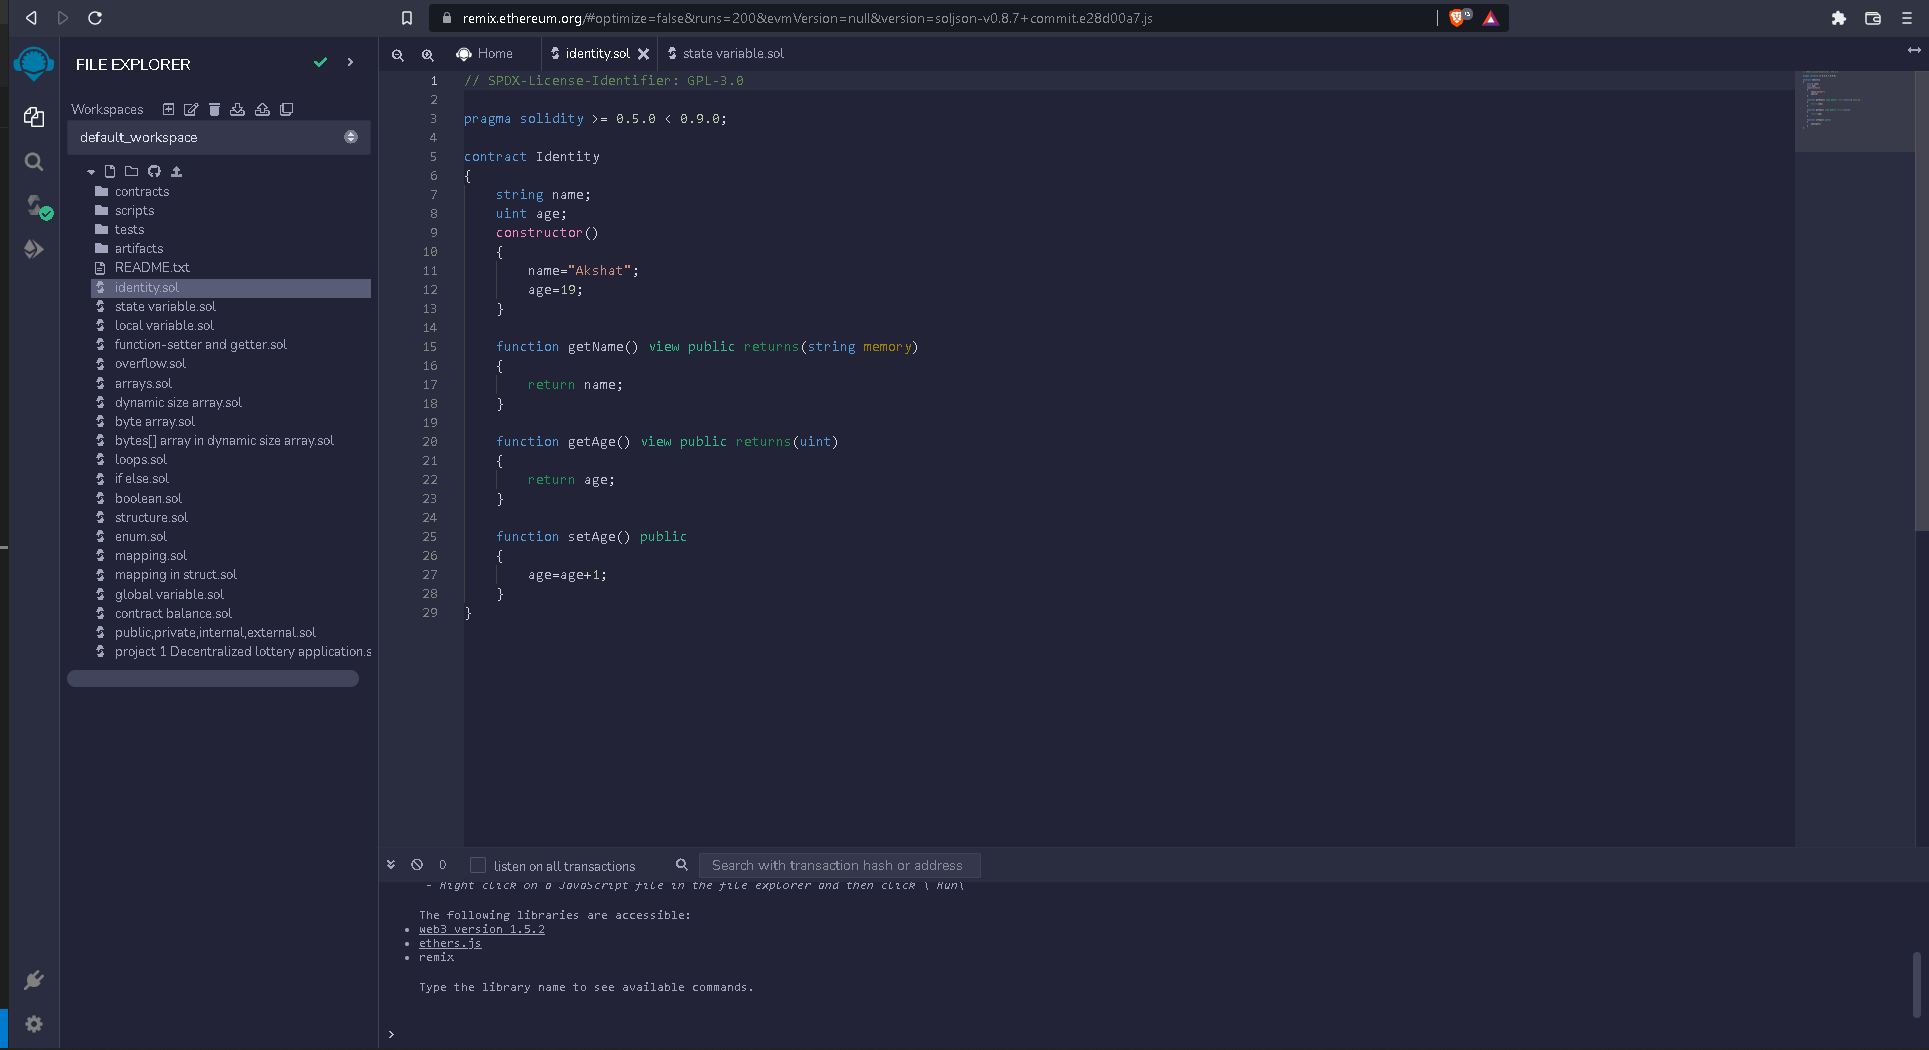 remix.ethereum.org/#optimize=false&runs=200&evmVersion=null&version=soljson-v0.8.7+commit.e28d00a7.js
FILE EXPLORER
Home
identity.sol
state variable.sol
Workspaces
default_workspace
contracts
scripts
tests
artifacts
README.txt
identity.sol
state variable.sol
local variable.sol
function-setter and getter.sol
overflow.sol
arrays.sol
dynamic size array.sol
byte array.sol
bytes[] array in dynamic size array.sol
loops.sol
if else.sol
boolean.sol
structure.sol
enum.sol
mapping.sol
mapping in struct.sol
global variable.sol
contract balance.sol
public,private,internal,external.sol
project 1 Decentralized lottery application.s
1 // SPDX-License-Identifier: GPL-3.0
2
3 pragma solidity >= 0.5.0 < 0.9.0;
4
5 contract Identity
6 {
7 string name;
8 uint age;
9 constructor()
10 {
11 name="Akshat";
12 age=19;
13 }
14
15 function getName() view public returns(string memory)
16 {
17 return name;
18 }
19
20 function getAge() view public returns(uint)
21 {
22 return age;
23 }
24
25 function setAge() public
26 {
27 age=age+1;
28 }
29 }
0 listen on all transactions Search with transaction hash or address
- Right click on a JavaScript file in the file explorer and then click \ Run\
The following libraries are accessible:
• web3 version 1.5.2
• ethers.js
• remix
Type the library name to see available commands.
>